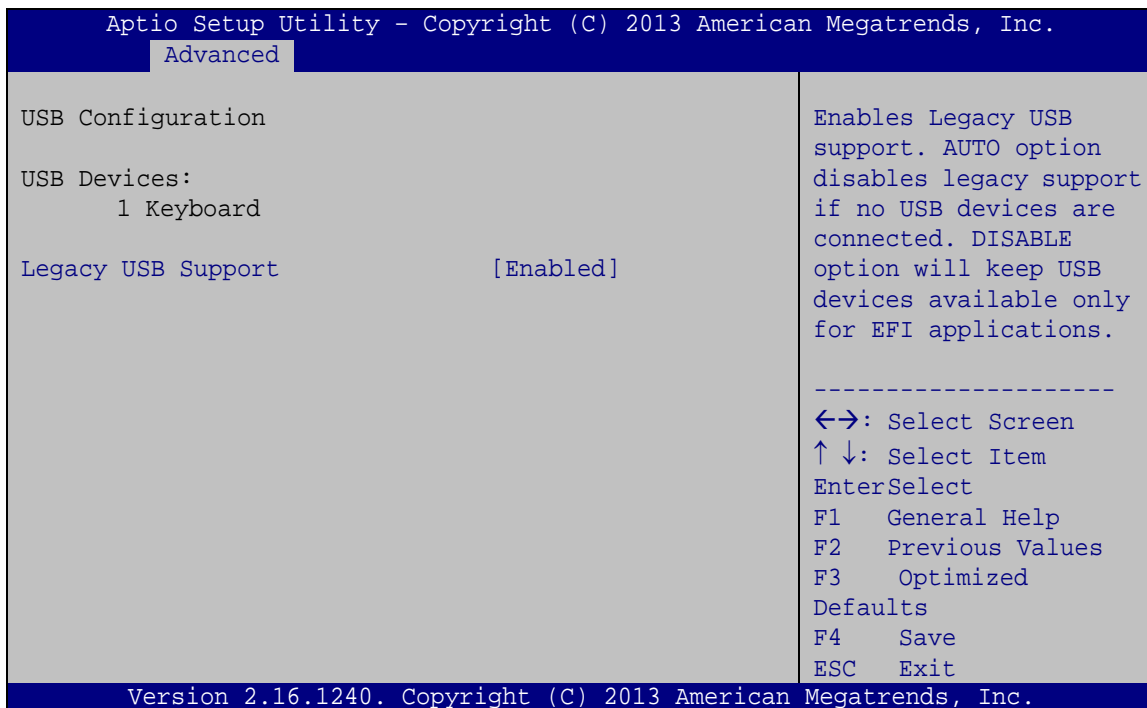 Aptio Setup Utility – Copyright (C) 2013 American Megatrends, Inc.
Advanced
USB Configuration
USB Devices:
1 Keyboard
Legacy USB Support [Enabled]
Enables Legacy USB
support. AUTO option
disables legacy support
if no USB devices are
connected. DISABLE
option will keep USB
devices available only
for EFI applications.
---------------------
←→: Select Screen
↑ ↓: Select Item
EnterSelect
F1 General Help
F2 Previous Values
F3 Optimized
Defaults
F4 Save
ESC Exit
Version 2.16.1240. Copyright (C) 2013 American Megatrends, Inc.